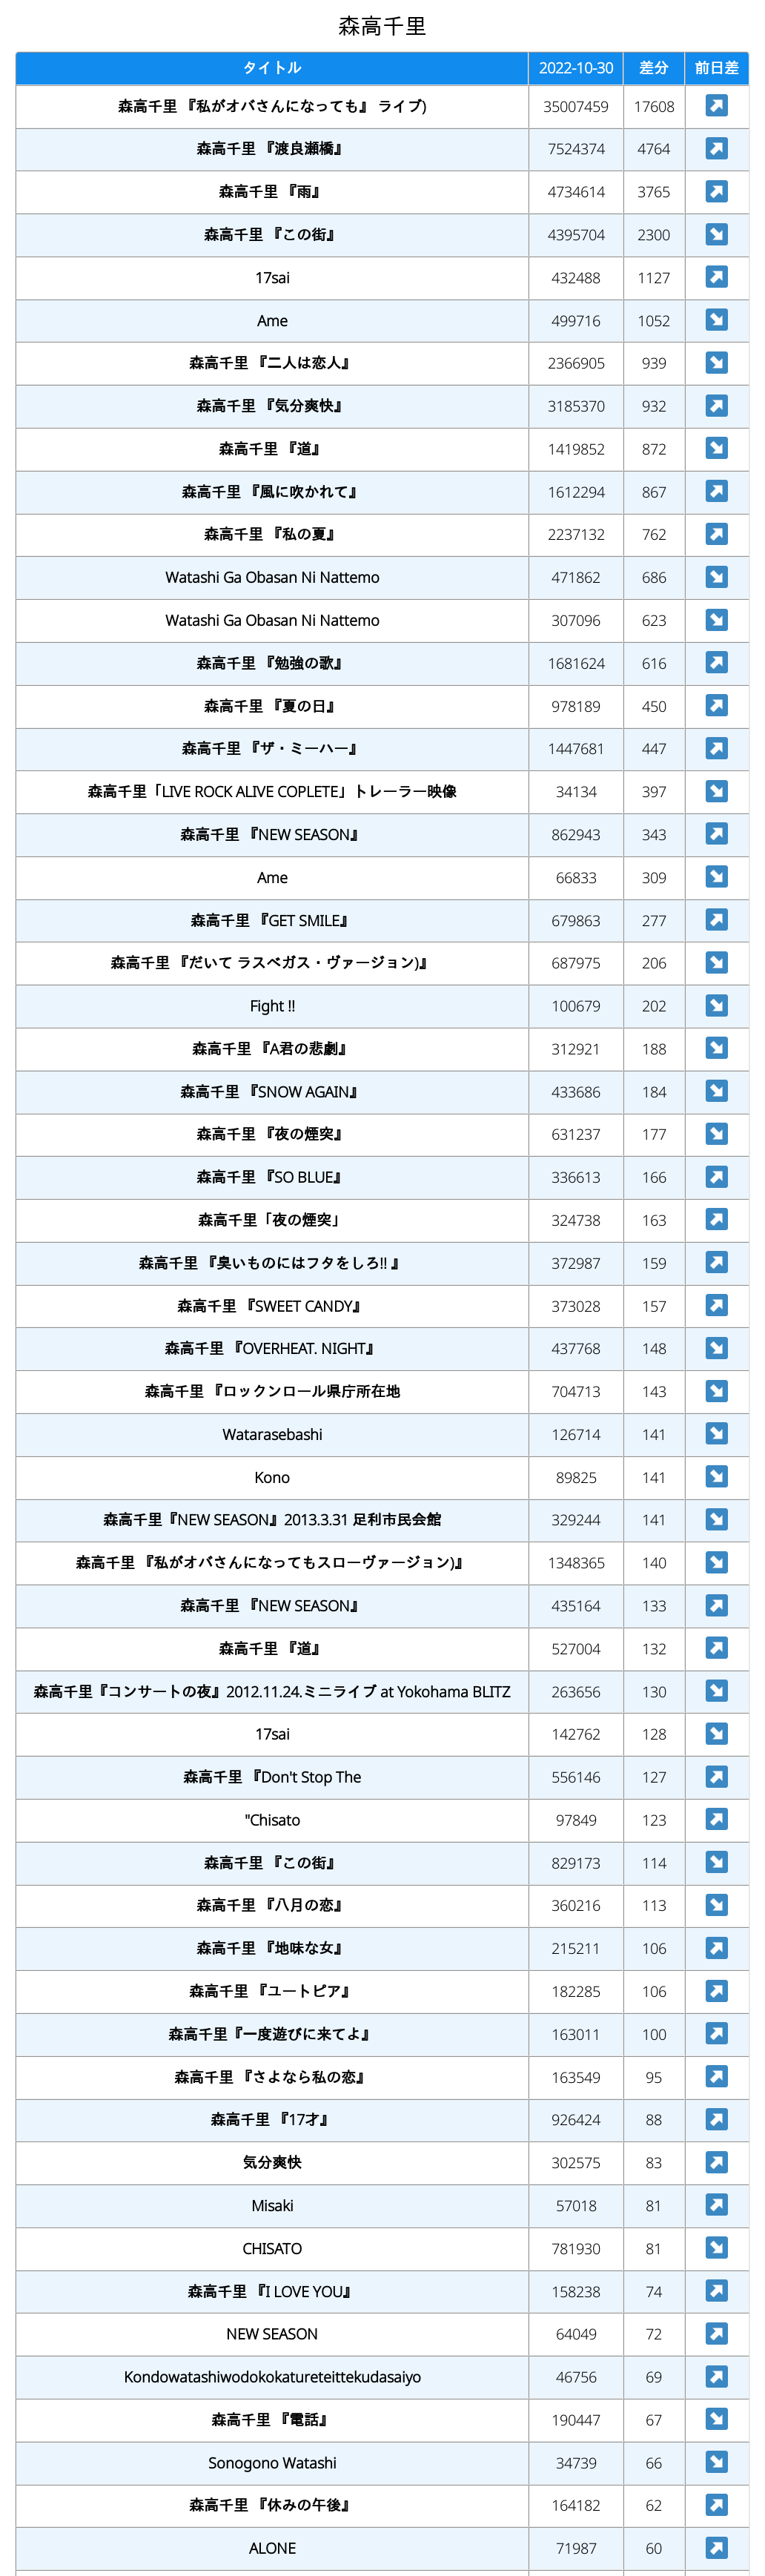 森高千里
タイトル 2022-10-30 差分 前日差
森高千里 『私がオバさんになっても』 ライブ) 35007459 17608
森高千里 『渡良瀬橋』 7524374 4764
森高千里 『雨』 4734614 3765
森高千里 『この街』 4395704 2300
17sai 432488 1127
Ame 499716 1052
森高千里 『二人は恋人』 2366905 939
森高千里 『気分爽快』 3185370 932
森高千里 『道』 1419852 872
森高千里 『風に吹かれて』 1612294 867
森高千里 『私の夏』 2237132 762
Watashi Ga Obasan Ni Nattemo 471862 686
Watashi Ga Obasan Ni Nattemo 307096 623
森高千里 『勉強の歌』 1681624 616
森高千里 『夏の日』 978189 450
森高千里 『ザ・ミーハー』 1447681 447
森高千里「LIVE ROCK ALIVE COPLETE」トレーラー映像 34134 397
森高千里 『NEW SEASON』 862943 343
Ame 66833 309
森高千里 『GET SMILE』 679863 277
森高千里 『だいて ラスベガス・ヴァージョン)』 687975 206
Fight !! 100679 202
森高千里 『A君の悲劇』 312921 188
森高千里 『SNOW AGAIN』 433686 184
森高千里 『夜の煙突』 631237 177
森高千里 『SO BLUE』 336613 166
森高千里「夜の煙突」 324738 163
森高千里 『臭いものにはフタをしろ!! 』 372987 159
森高千里 『SWEET CANDY』 373028 157
森高千里 『OVERHEAT. NIGHT』 437768 148
森高千里 『ロックンロール県庁所在地 704713 143
Watarasebashi 126714 141
Kono 89825 141
森高千里『NEW SEASON』2013.3.31 足利市民会館 329244 141
森高千里 『私がオバさんになってもスローヴァージョン)』 1348365 140
森高千里 『NEW SEASON』 435164 133
森高千里 『道』 527004 132
森高千里『コンサートの夜』2012.11.24.ミニライブ at Yokohama BLITZ 263656 130
17sai 142762 128
森高千里 『Don't Stop The 556146 127
"Chisato 97849 123
森高千里 『この街』 829173 114
森高千里 『八月の恋』 360216 113
森高千里 『地味な女』 215211 106
森高千里 『ユートピア』 182285 106
森高千里『一度遊びに来てよ』 163011 100
森高千里 『さよなら私の恋』 163549 95
森高千里 『17才』 926424 88
気分爽快 302575 83
Misaki 57018 81
CHISATO 781930 81
森高千里 『I LOVE YOU』 158238 74
NEW SEASON 64049 72
Kondowatashiwodokokatureteittekudasaiyo 46756 69
森高千里 『電話』 190447 67
Sonogono Watashi 34739 66
森高千里 『休みの午後』 164182 62
ALONE 71987 60